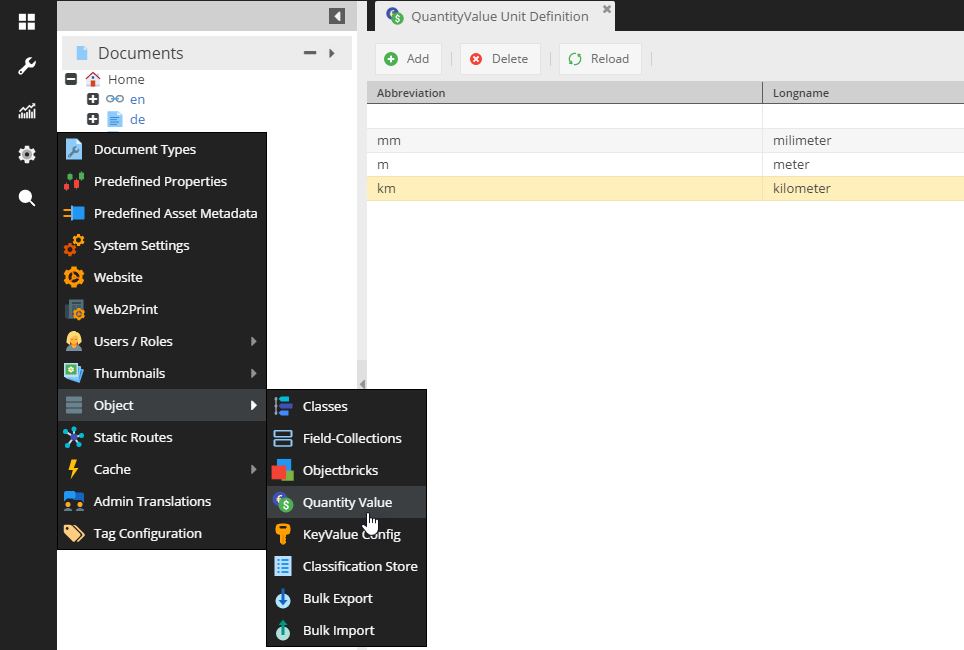 QuantityValue Unit Definition
Documents
Add
Delete
Reload
Home
en
de
Abbreviation
Longname
mm
milimeter
m
meter
km
kilometer
Document Types
Predefined Properties
Predefined Asset Metadata
System Settings
Website
Web2Print
Users / Roles
Thumbnails
Object
Static Routes
Cache
Admin Translations
Tag Configuration
Classes
Field-Collections
Objectbricks
Quantity Value
KeyValue Config
Classification Store
Bulk Export
Bulk Import